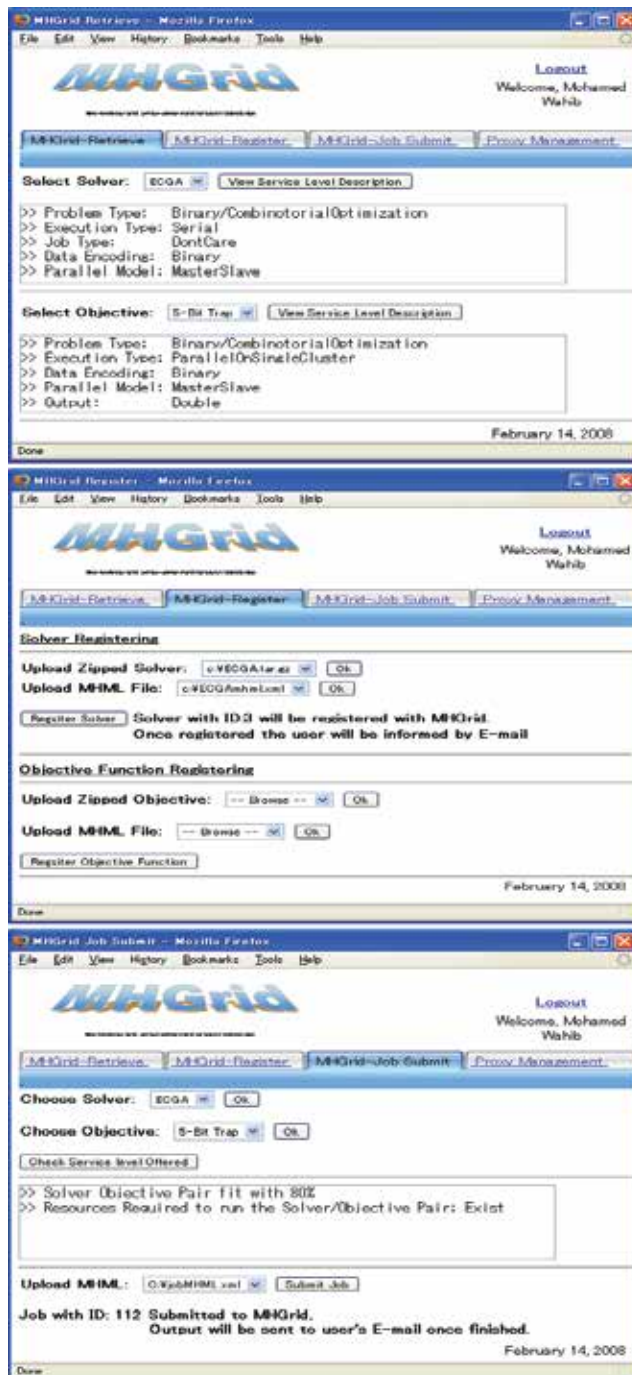 MHGrid Retrieve - Mozilla Firefox
File Edit View History Bookmarks Tools Help
MHGrid
Logout
Welcome, Mohamed
Wahib
MHGrid-Retrieve MHGrid-Register MHGrid-Job Submit Proxy Management
Select Solver: ECGA View Service Level Description
>> Problem Type: Binary/CombinotorialOptimization
>> Execution Type: Serial
>> Job Type: DontCare
>> Data Encoding: Binary
>> Parallel Model: MasterSlave
Select Objective: 5-Bit Trap View Service Level Description
>> Problem Type: Binary/CombinotorialOptimization
>> Execution Type: ParallelOnSingleCluster
>> Data Encoding: Binary
>> Parallel Model: MasterSlave
>> Output: Double
February 14, 2008
Done
MHGrid Register - Mozilla Firefox
File Edit View History Bookmarks Tools Help
MHGrid
Logout
Welcome, Mohamed
Wahib
MHGrid-Retrieve MHGrid-Register MHGrid-Job Submit Proxy Management
Solver Registering
Upload Zipped Solver: c:¥ECGA.tar.gz Ok
Upload MHML File: Ok
Regsiter Solver Solver with ID:3 will be registered with MHGrid.
Once registered the user will be informed by E-mail
Objective Function Registering
Upload Zipped Objective: -- Browse -- Ok
Upload MHML File: -- Browse -- Ok
Regsiter Objective Function
February 14, 2008
Done
MHGrid Job Submit - Mozilla Firefox
File Edit View History Bookmarks Tools Help
MHGrid
Logout
Welcome, Mohamed
Wahib
MHGrid-Retrieve MHGrid-Register MHGrid-Job Submit Proxy Management
Choose Solver: ECGA Ok
Choose Objective: 5-Bit Trap Ok
Check Service level Offered
>> Solver Objective Pair fit with 80%
>> Resources Required to run the Solver/Objective Pair: Exist
Upload MHML: C:¥jobMHML.xml Submit Job
Job with ID: 112 Submitted to MHGrid.
Output will be sent to user's E-mail once finished.
February 14, 2008
Done